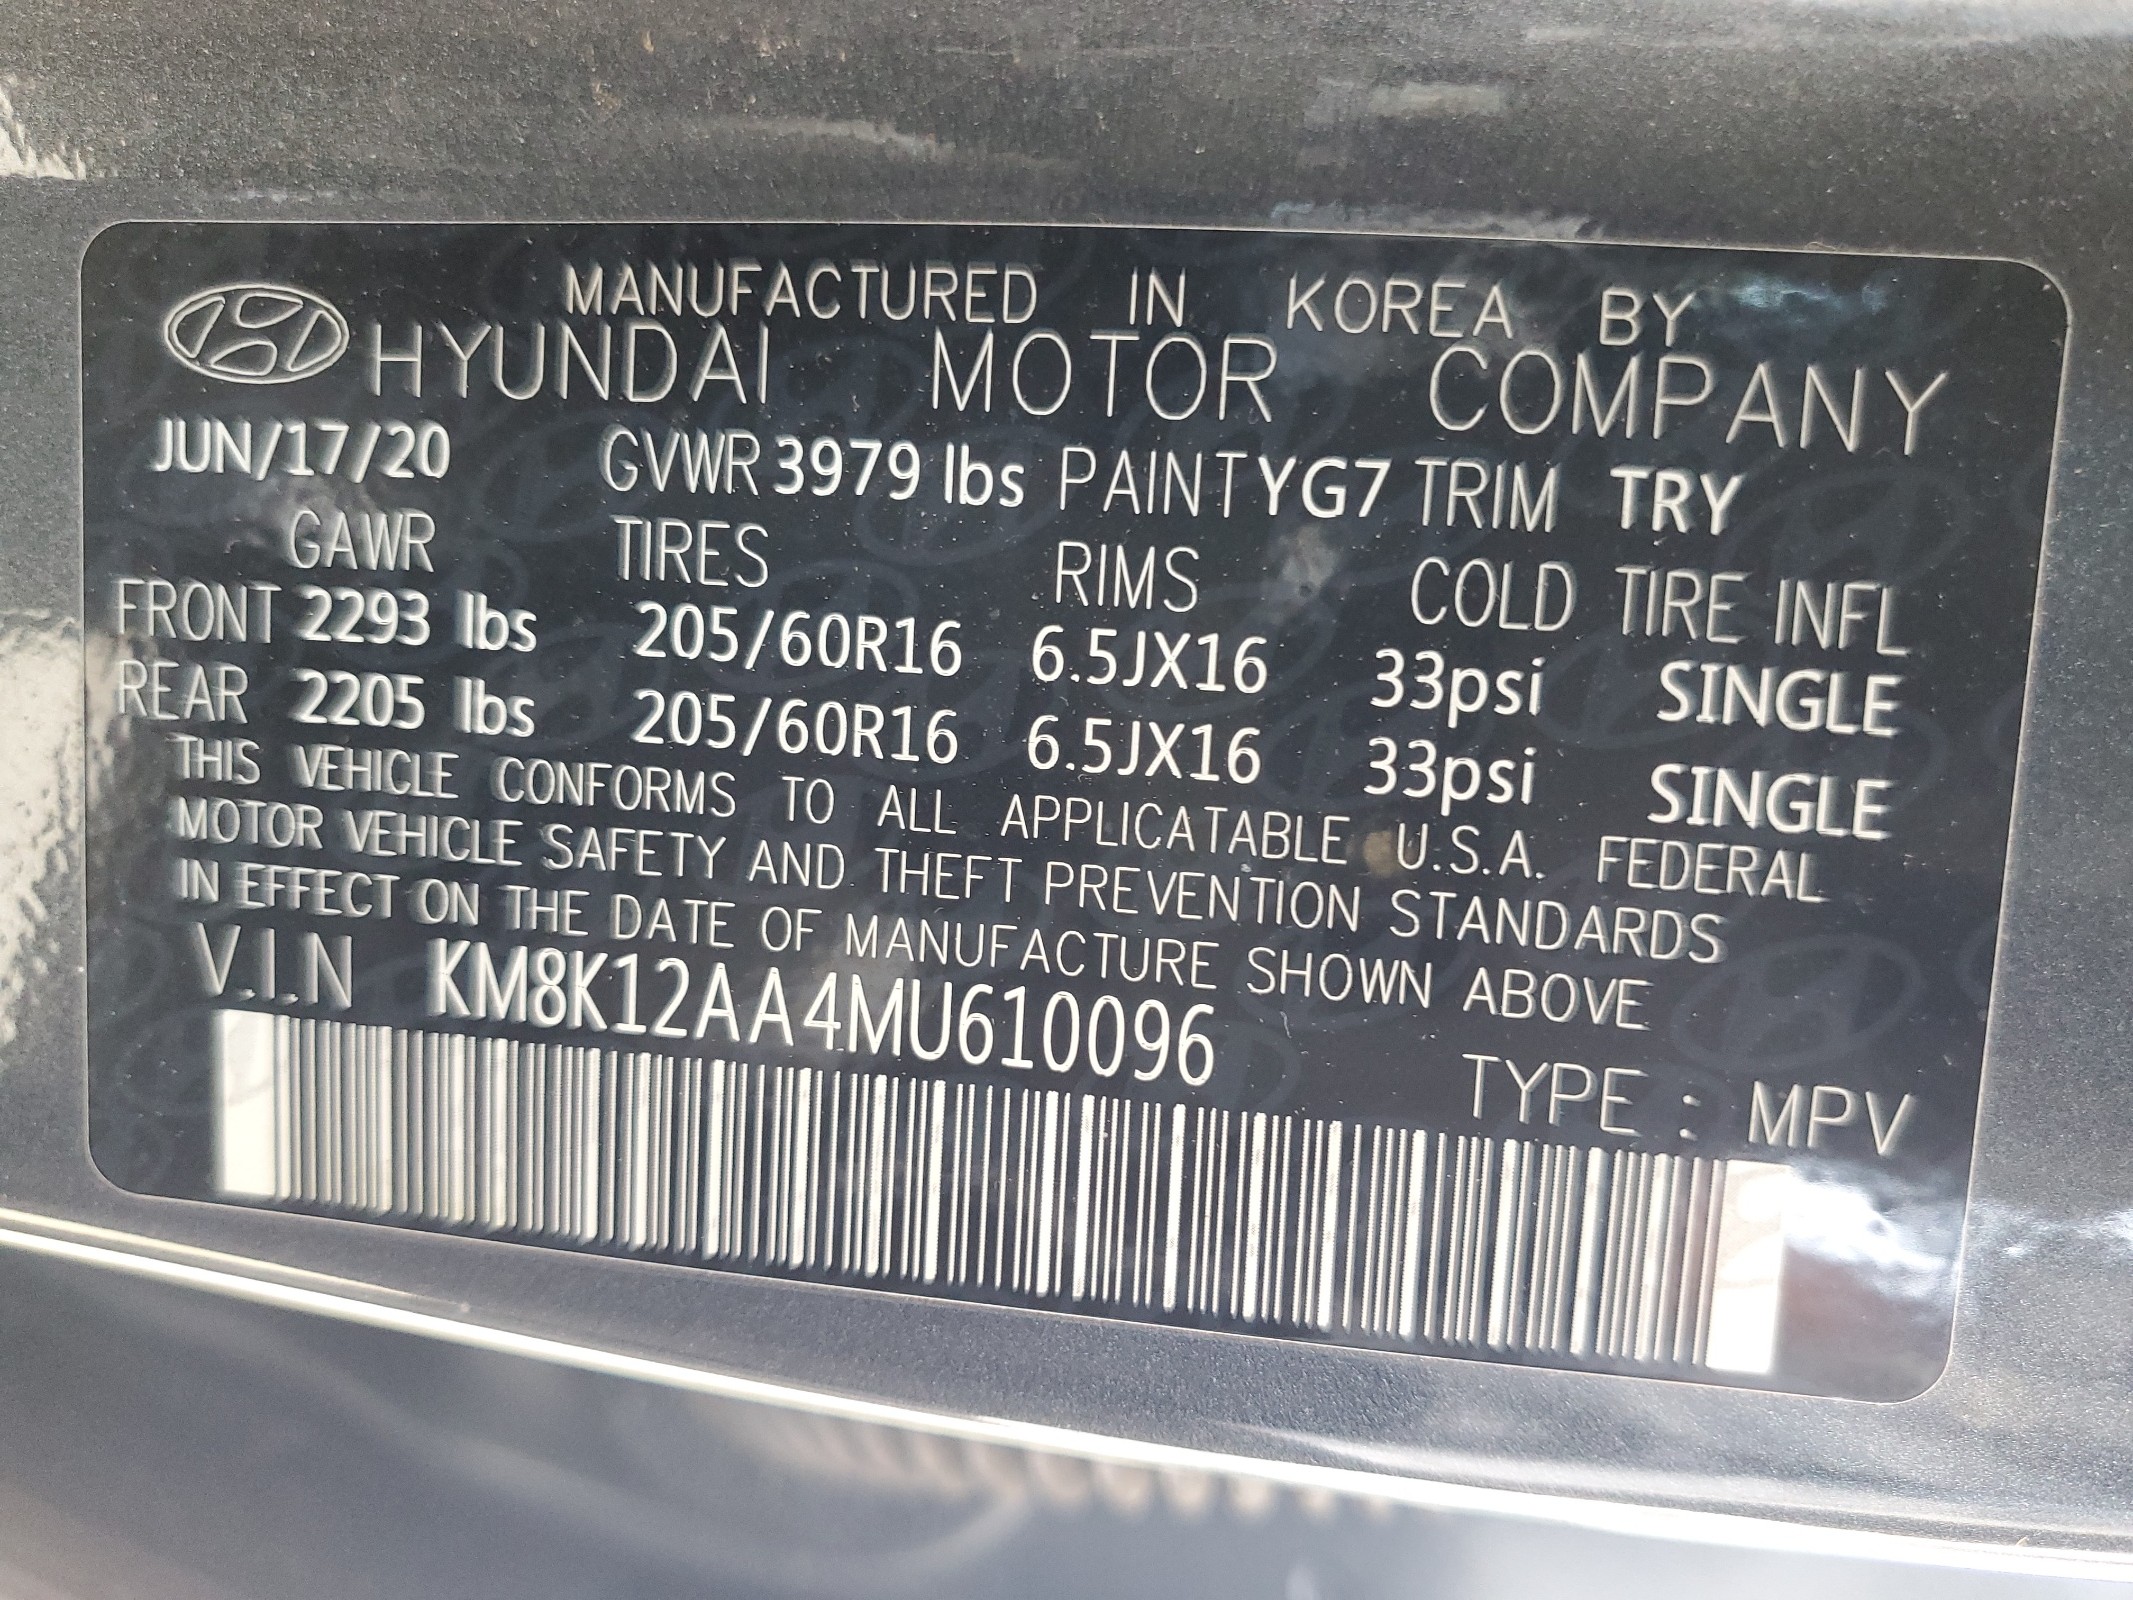 MANUFACTURED IN KOREA BY
HYUNDAI MOTOR COMPANY
JUN/17/20 GVWR 3979 lbs PAINT YG7 TRIM TRY
GAWR TIRES RIMS COLD TIRE INFL
FRONT 2293 lbs 205/60R16 6.5JX16 33psi SINGLE
REAR 2205 lbs 205/60R16 6.5JX16 33psi SINGLE
THIS VEHICLE CONFORMS TO ALL APPLICATABLE U.S.A. FEDERAL
MOTOR VEHICLE SAFETY AND THEFT PREVENTION STANDARDS
IN EFFECT ON THE DATE OF MANUFACTURE SHOWN ABOVE
V.I.N KM8K12AA4MU610096
TYPE : MPV